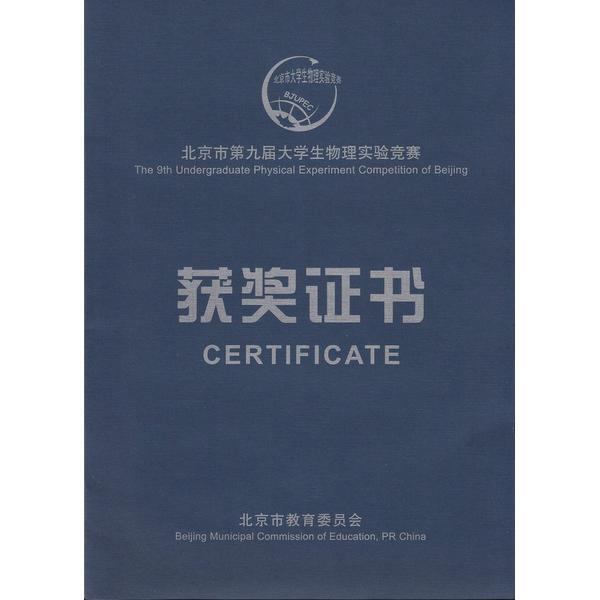 北京市大学生物理实验竞赛
BJUPEC
北京市第九届大学生物理实验竞赛
The 9th Undergraduate Physical Experiment Competition of Beijing
获奖证书
CERTIFICATE
北京市教育委员会
Beijing Municipal Commission of Education, PR China